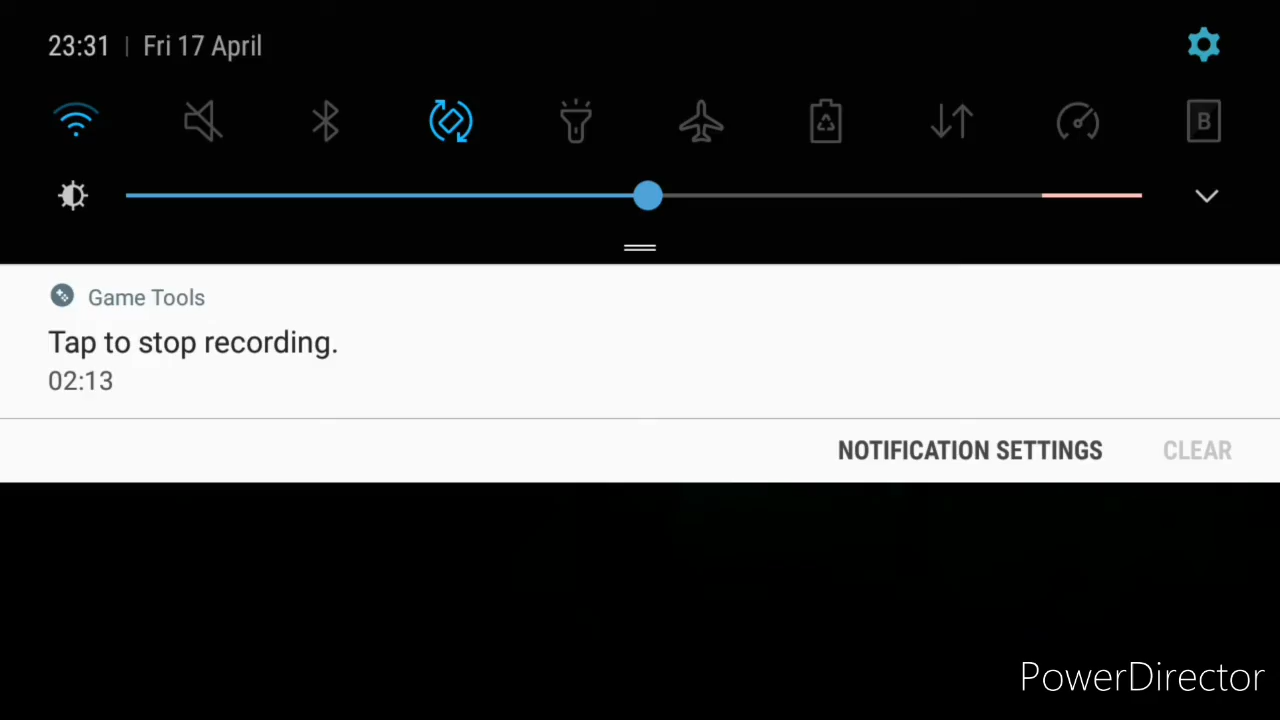 23:31 | Fri 17 April
B
Game Tools
Tap to stop recording.
02:13
NOTIFICATION SETTINGS CLEAR
PowerDirector